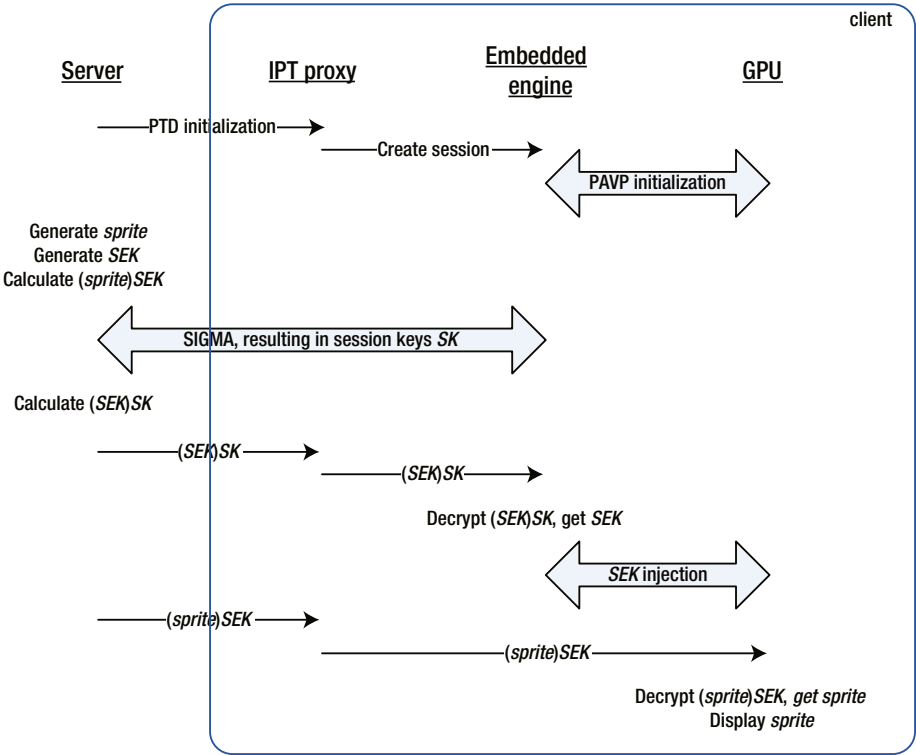 client
Server
IPT proxy
Embedded
engine
GPU
PTD initialization
Create session
PAVP initialization
Generate sprite
Generate SEK
Calculate (sprite)SEK
SIGMA, resulting in session keys SK
Calculate (SEK)SK
(SEK)SK
(SEK)SK
Decrypt (SEK)SK, get SEK
SEK injection
(sprite)SEK
(sprite)SEK
Decrypt (sprite)SEK, get sprite
Display sprite